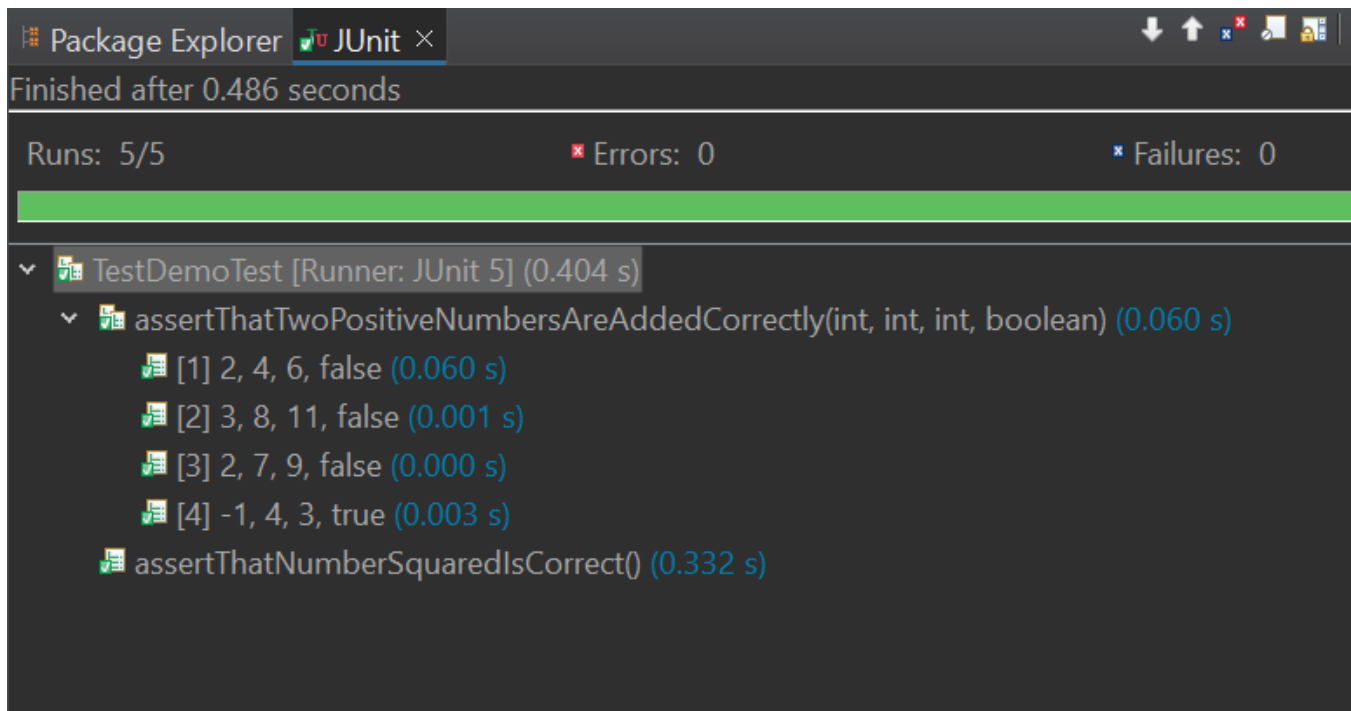 Package Explorer JUnit
Finished after 0.486 seconds
Runs: 5/5 Errors: 0 Failures: 0
TestDemoTest [Runner: JUnit 5] (0.404 s)
assertThatTwoPositiveNumbersAreAddedCorrectly(int, int, int, boolean) (0.060 s)
[1] 2, 4, 6, false (0.060 s)
[2] 3, 8, 11, false (0.001 s)
[3] 2, 7, 9, false (0.000 s)
[4] -1, 4, 3, true (0.003 s)
assertThatNumberSquaredIsCorrect() (0.332 s)